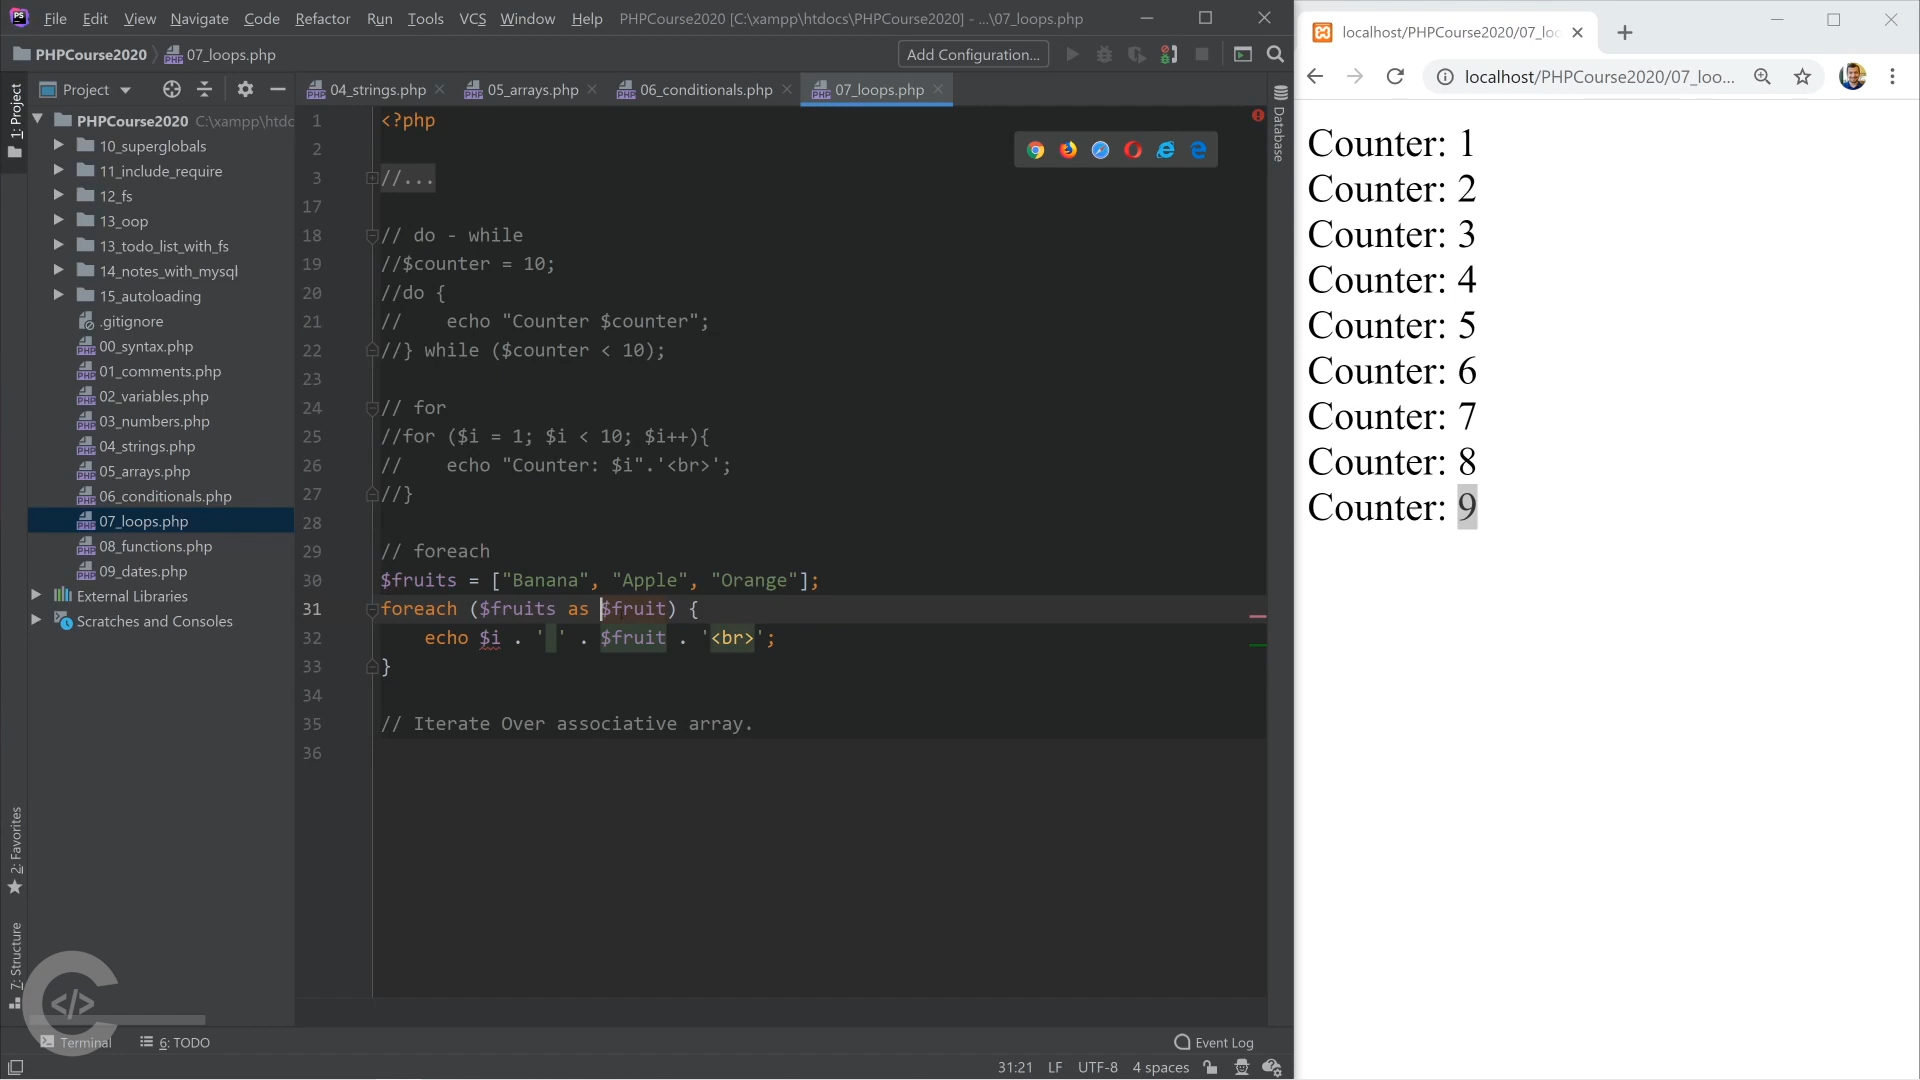 File Edit View Navigate Code Refactor Run Tools VCS Window Help PHPCourse2020 [C:\xampp\htdocs\PHPCourse2020] - ...\07_loops.php
PHPCourse2020 07_loops.php Add Configuration...
1: Project
Project
04_strings.php 05_arrays.php 06_conditionals.php 07_loops.php
PHPCourse2020 C:\xampp\htdc
10_superglobals
11_include_require
12_fs
13_oop
13_todo_list_with_fs
14_notes_with_mysql
15_autoloading
.gitignore
00_syntax.php
01_comments.php
02_variables.php
03_numbers.php
04_strings.php
05_arrays.php
06_conditionals.php
07_loops.php
08_functions.php
09_dates.php
External Libraries
Scratches and Consoles
2: Favorites
7: Structure
1 <?php
2
3 //...
17
18 // do - while
19 //$counter = 10;
20 //do {
21 //    echo "Counter $counter";
22 //} while ($counter < 10);
23
24 // for
25 //for ($i = 1; $i < 10; $i++){
26 //    echo "Counter: $i".'<br>';
27 //}
28
29 // foreach
30 $fruits = ["Banana", "Apple", "Orange"];
31 foreach ($fruits as $fruit) {
32     echo $i . ' ' . $fruit . '<br>';
33 }
34
35 // Iterate Over associative array.
36
Database
Terminal 6: TODO Event Log
31:21 LF UTF-8 4 spaces
localhost/PHPCourse2020/07_loo
localhost/PHPCourse2020/07_loo...
Counter: 1
Counter: 2
Counter: 3
Counter: 4
Counter: 5
Counter: 6
Counter: 7
Counter: 8
Counter: 9